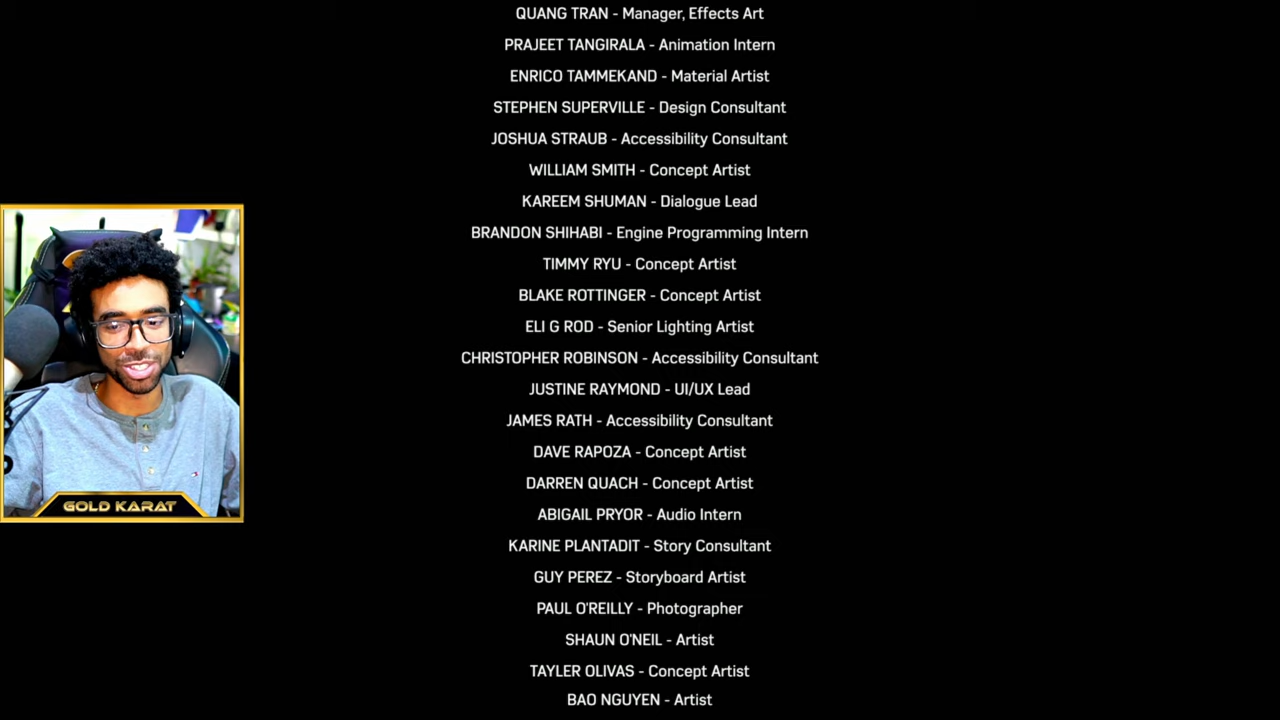 QUANG TRAN - Manager, Effects Art
PRAJEET TANGIRALA - Animation Intern
ENRICO TAMMEKAND - Material Artist
STEPHEN SUPERVILLE - Design Consultant
JOSHUA STRAUB - Accessibility Consultant
WILLIAM SMITH - Concept Artist
KAREEM SHUMAN - Dialogue Lead
BRANDON SHIHABI - Engine Programming Intern
TIMMY RYU - Concept Artist
BLAKE ROTTINGER - Concept Artist
ELI G ROD - Senior Lighting Artist
CHRISTOPHER ROBINSON - Accessibility Consultant
JUSTINE RAYMOND - UI/UX Lead
JAMES RATH - Accessibility Consultant
DAVE RAPOZA - Concept Artist
DARREN QUACH - Concept Artist
ABIGAIL PRYOR - Audio Intern
KARINE PLANTADIT - Story Consultant
GUY PEREZ - Storyboard Artist
PAUL O'REILLY - Photographer
SHAUN O'NEIL - Artist
TAYLER OLIVAS - Concept Artist
BAO NGUYEN - Artist
GOLD KARAT